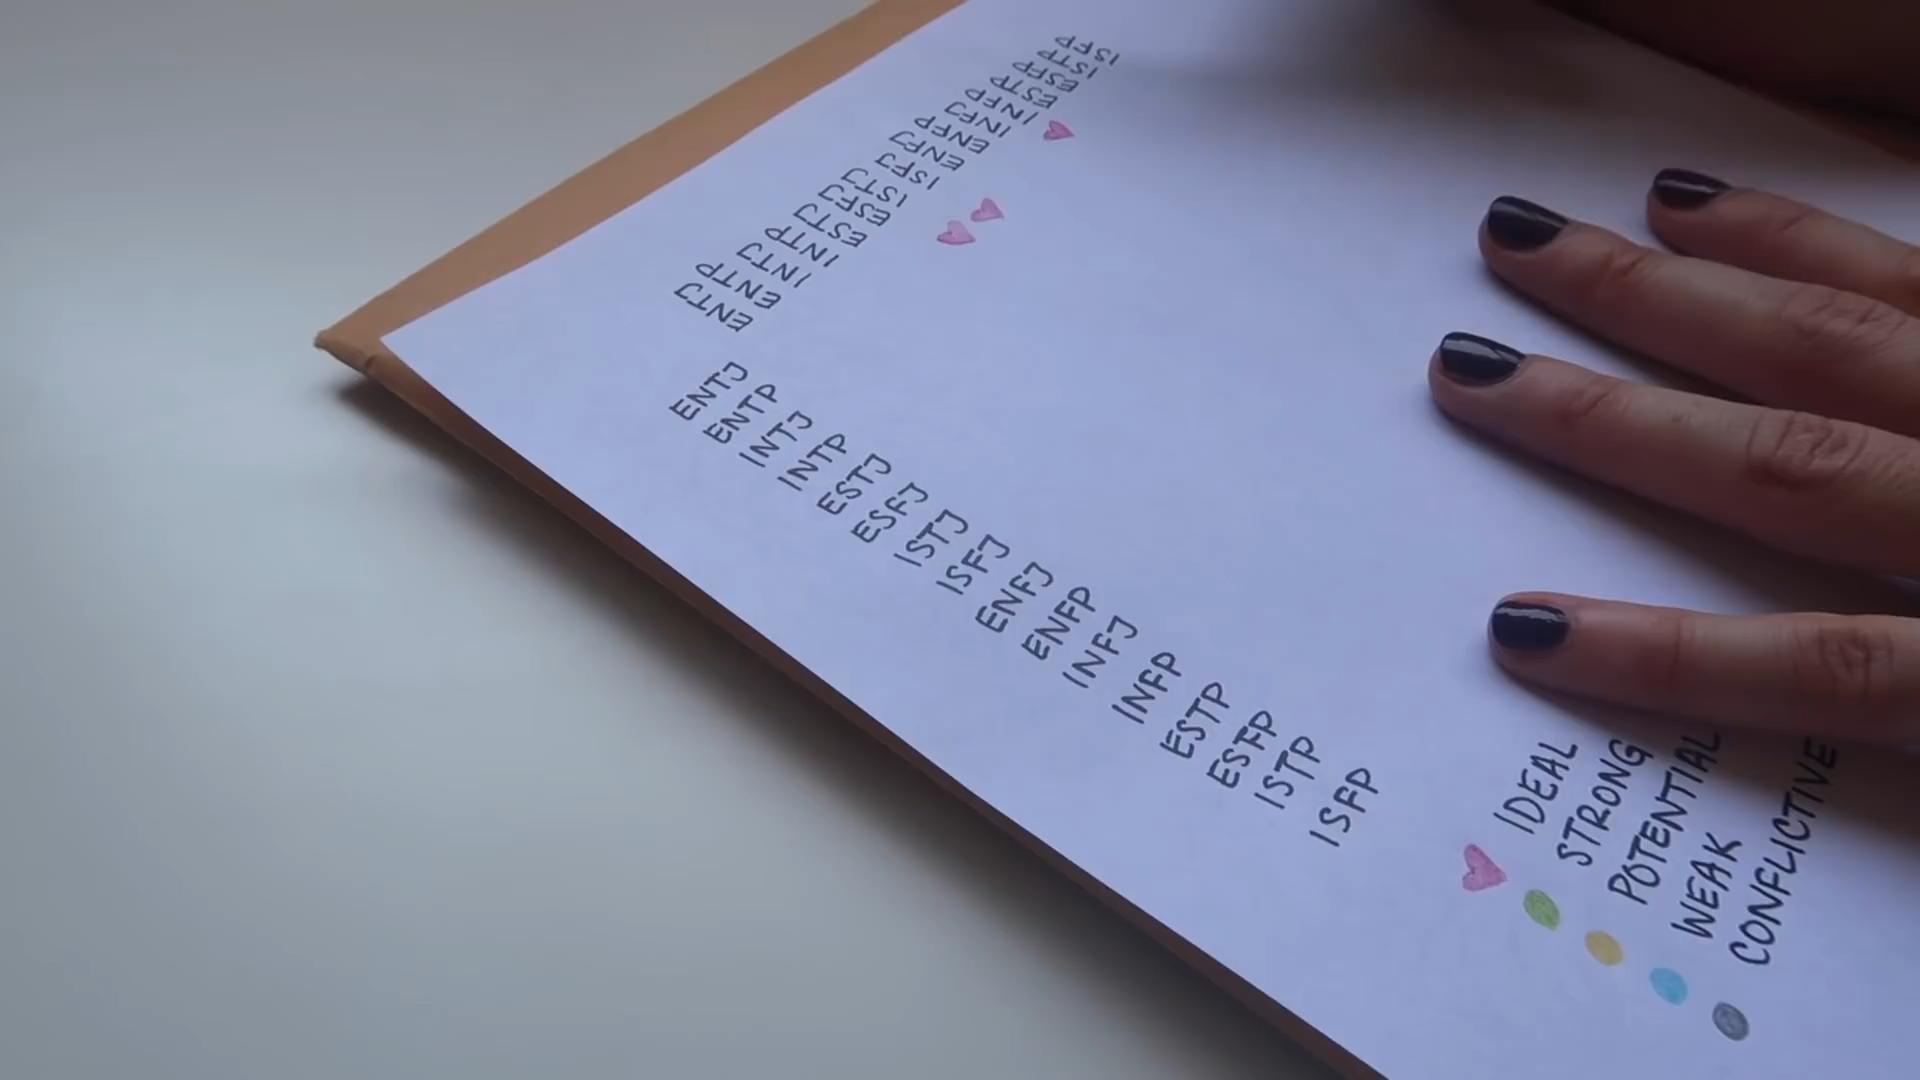 ENTJ
ENTP
INTJ
INTP
ESTJ
ESFJ
ISTJ
ISFJ
ENFJ
ENFP
INFJ
INFP
ESTP
ESFP
ISTP
ISFP
ENTJ
ENTP
INTJ
INTP
ESTJ
ESFJ
ISTJ
ISFJ
ENFJ
ENFP
INFJ
INFP
ESTP
ESFP
ISTP
ISFP
IDEAL
STRONG
POTENTIAL
WEAK
CONFLICTIVE